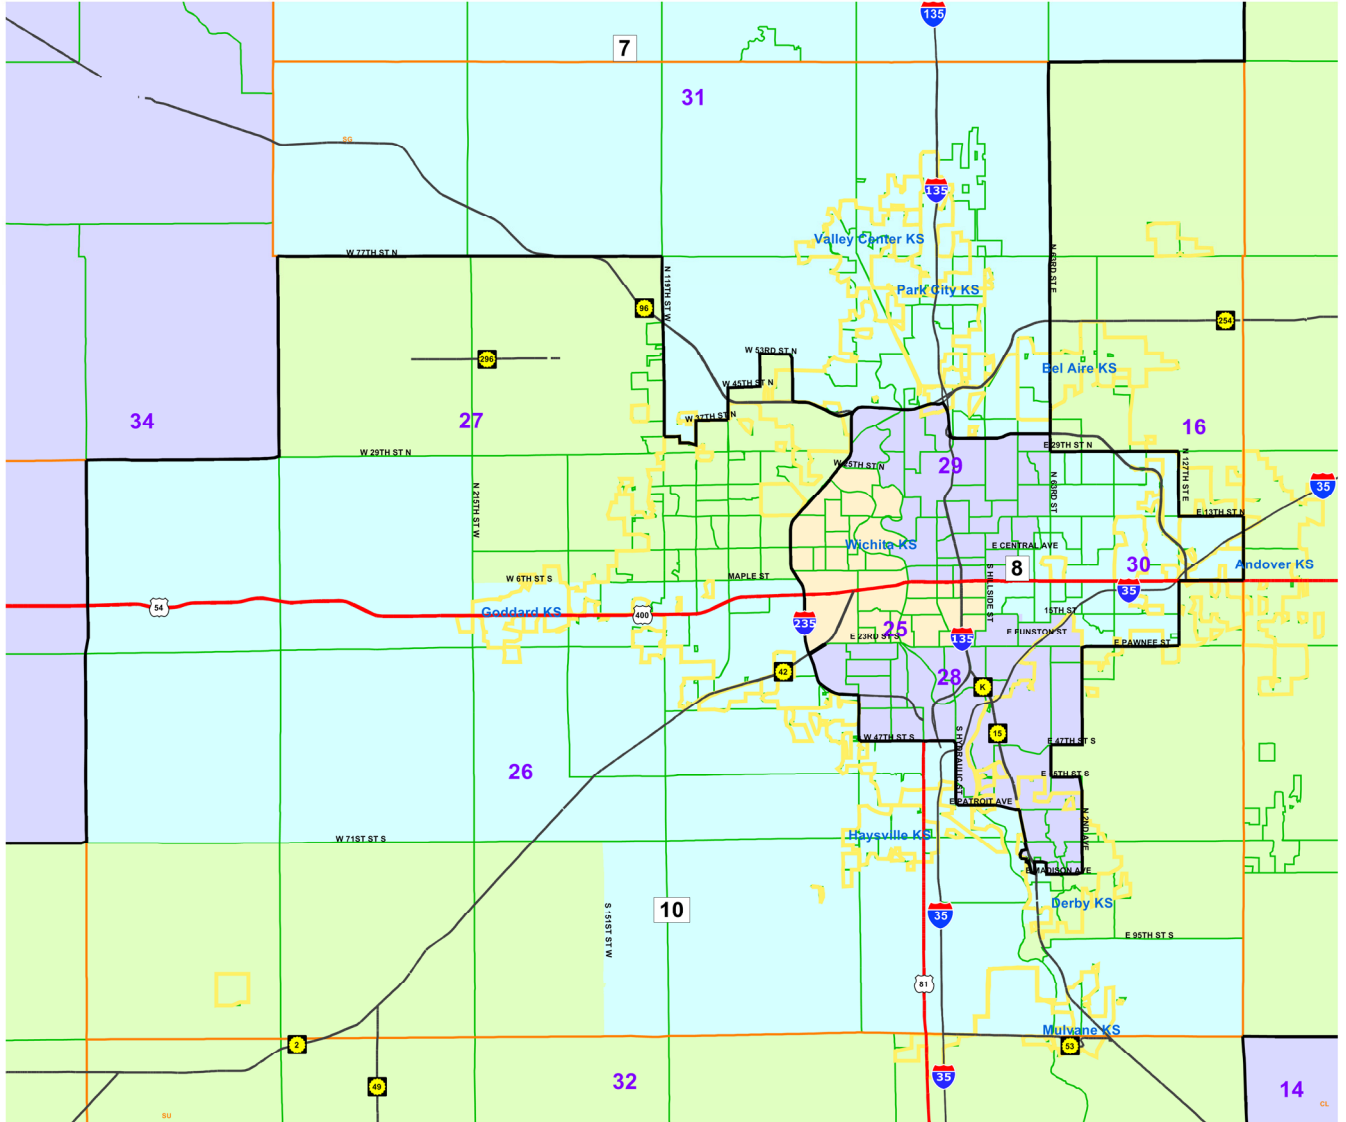 135
7
31
SG
135
Valley Center KS
W 77TH ST N
N 63RD ST E
N 119TH ST W
Park City KS
96
254
W 53RD ST N
296
Bel Aire KS
W 45TH ST N
W 37TH ST N
34
27
16
E 29TH ST N
W 29TH ST N
W 25TH ST N
29
N 127TH ST E
35
N 215TH ST W
N 63RD ST
E 13TH ST N
Wichita KS
E CENTRAL AVE
8
30
Andover KS
W 6TH ST S
MAPLE ST
S HILLSIDE ST
35
54
Goddard KS
400
15TH ST
235
25
E 23RD ST S
135
E FUNSTON ST
E PAWNEE ST
42
28
K
15
W 47TH ST S
S HYDRAULIC ST
E 47TH ST S
26
E PATROIT AVE
N 2ND AVE
Haysville KS
W 71ST ST S
E MADISON AVE
10
35
Derby KS
S 151ST ST W
E 95TH ST S
81
Mulvane KS
2
53
32
35
49
14
SU
CL